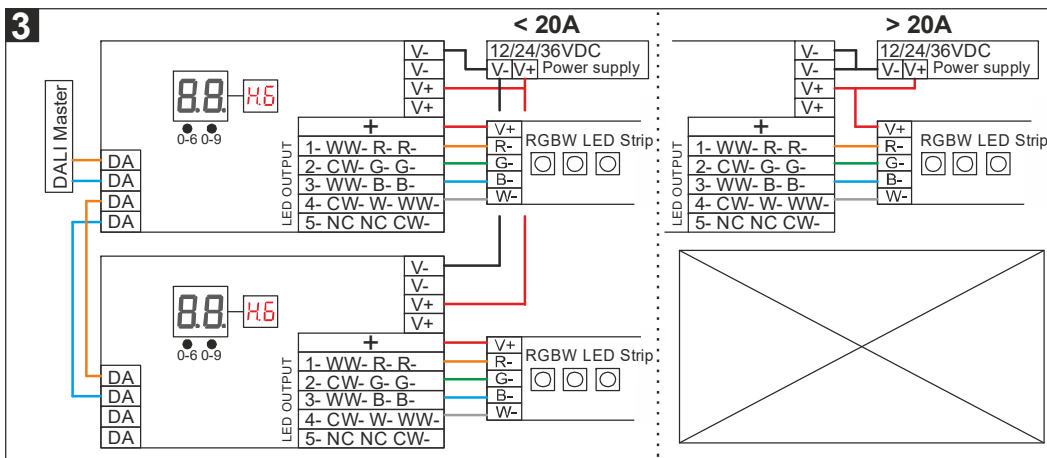 3
< 20A
DALI Master
DA
DA
DA
DA
8.8.
H.6
0-6 0-9
V-
V-
V+
V+
12/24/36VDC
V- V+ Power supply
LED OUTPUT
+
1- WW- R- R-
2- CW- G- G-
3- WW- B- B-
4- CW- W- WW-
5- NC NC CW-
V+
R-
G-
B-
W-
RGBW LED Strip
DA
DA
DA
DA
8.8.
H.6
0-6 0-9
V-
V-
V+
V+
LED OUTPUT
+
1- WW- R- R-
2- CW- G- G-
3- WW- B- B-
4- CW- W- WW-
5- NC NC CW-
V+
R-
G-
B-
W-
RGBW LED Strip
> 20A
V-
V-
V+
V+
12/24/36VDC
V- V+ Power supply
LED OUTPUT
+
1- WW- R- R-
2- CW- G- G-
3- WW- B- B-
4- CW- W- WW-
5- NC NC CW-
V+
R-
G-
B-
W-
RGBW LED Strip